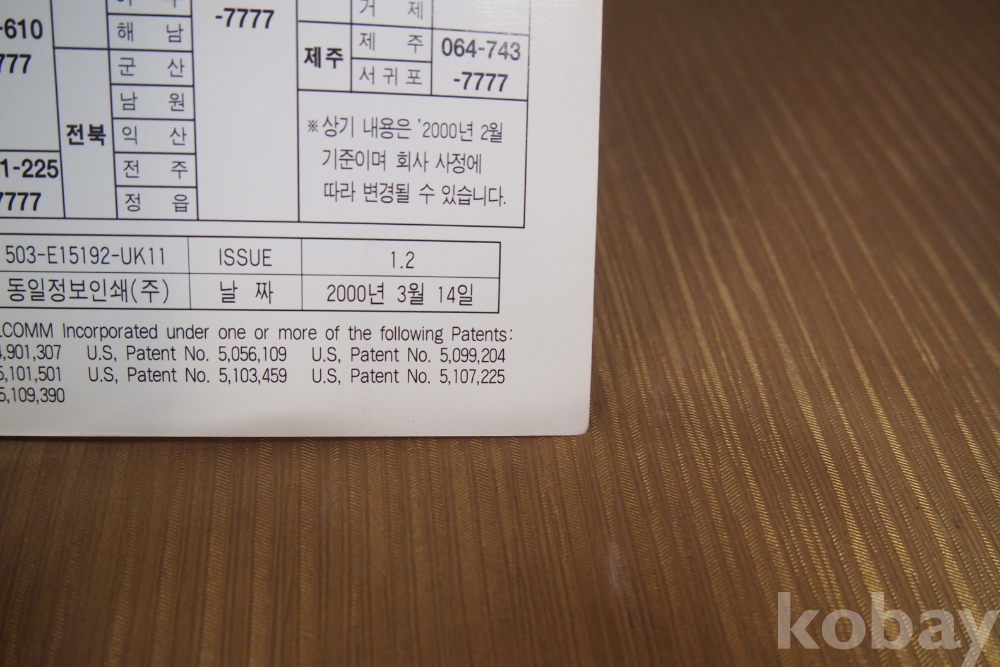 -610
777
해 남
-7777
거 제
제주
제 주
064-743
서귀포
-7777
군 산
남 원
전북
익 산
전 주
정 읍
1-225
7777
※상기 내용은 '2000년 2월
기준이며 회사 사정에
따라 변경될 수 있습니다.
503-E15192-UK11 ISSUE 1.2
동일정보인쇄(주) 날 짜 2000년 3월 14일
COMM Incorporated under one or more of the following Patents:
,901,307 U.S, Patent No. 5,056,109 U.S, Patent No. 5,099,204
5,101,501 U.S, Patent No. 5,103,459 U.S, Patent No. 5,107,225
5,109,390
kobay